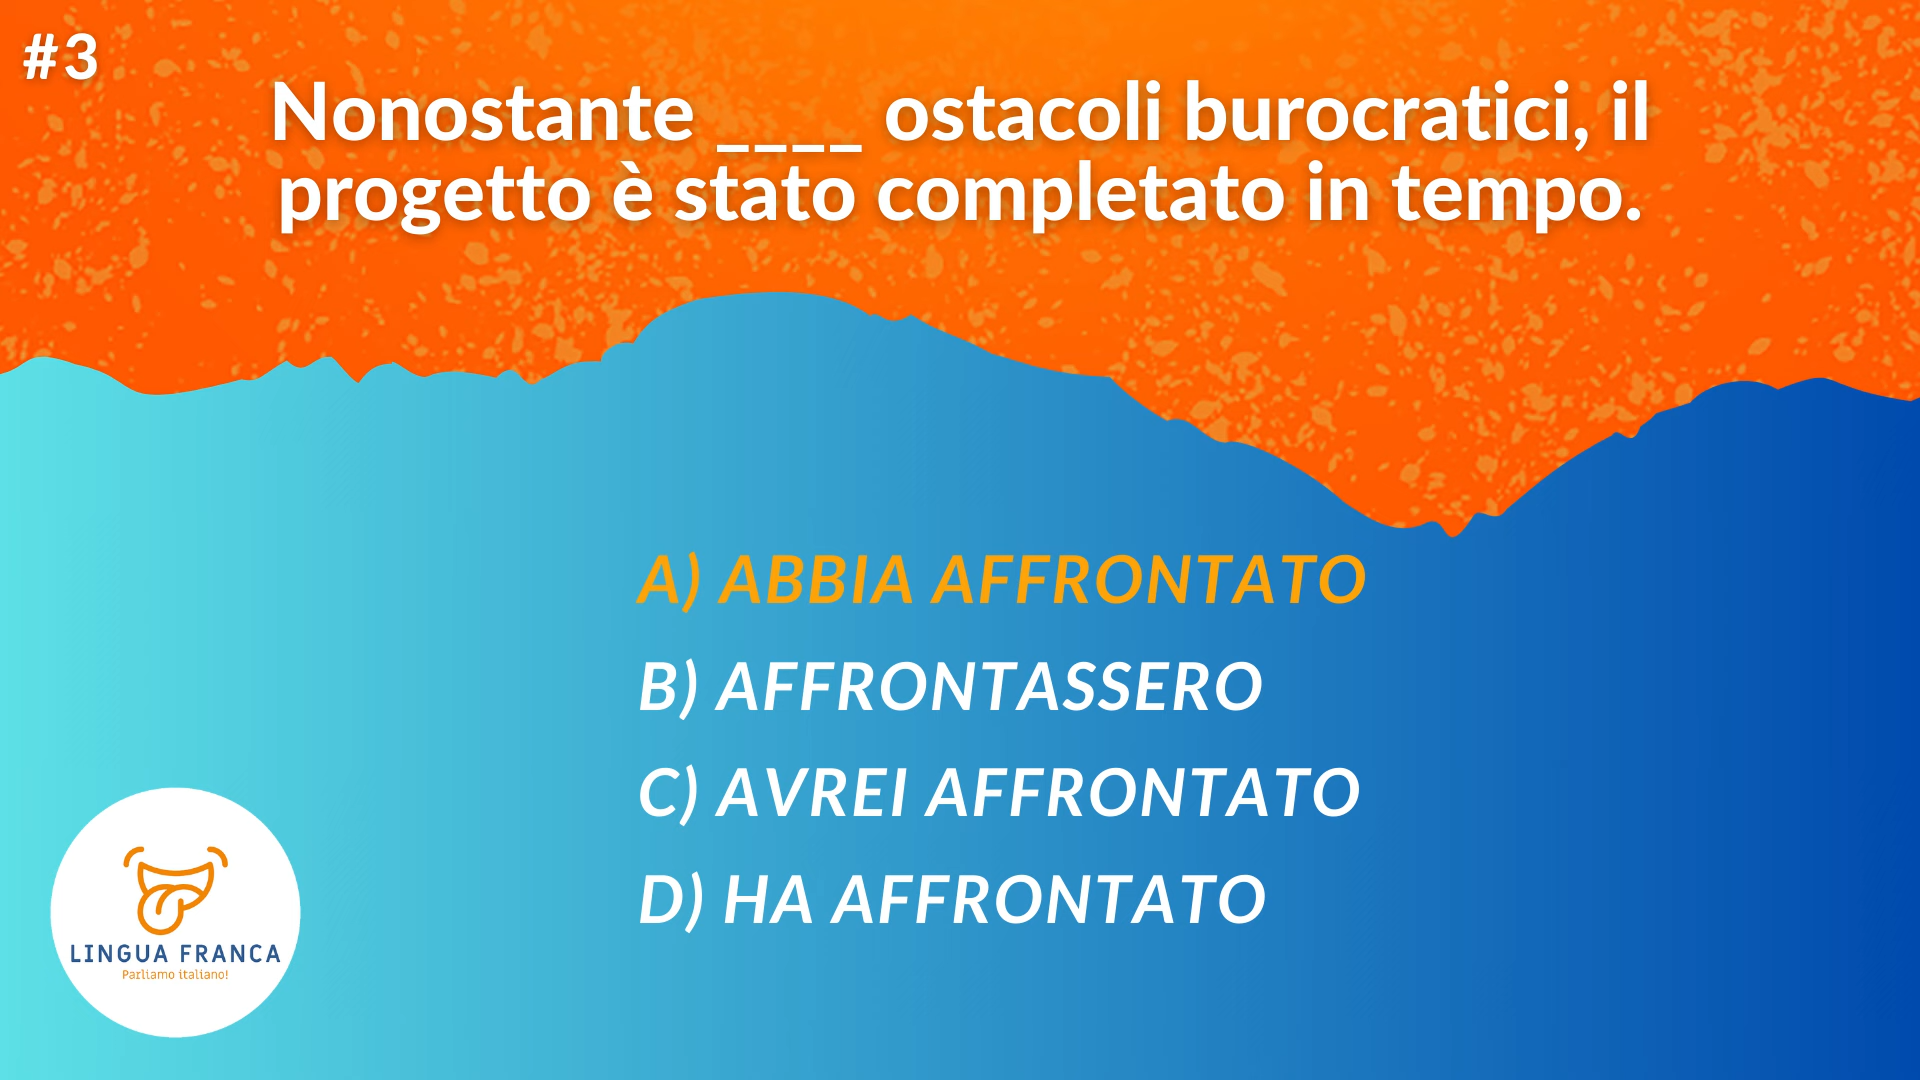 #3
Nonostante ____ ostacoli burocratici, il
progetto è stato completato in tempo.
A) ABBIA AFFRONTATO
B) AFFRONTASSERO
C) AVREI AFFRONTATO
D) HA AFFRONTATO
LINGUA FRANCA
Parliamo italiano!